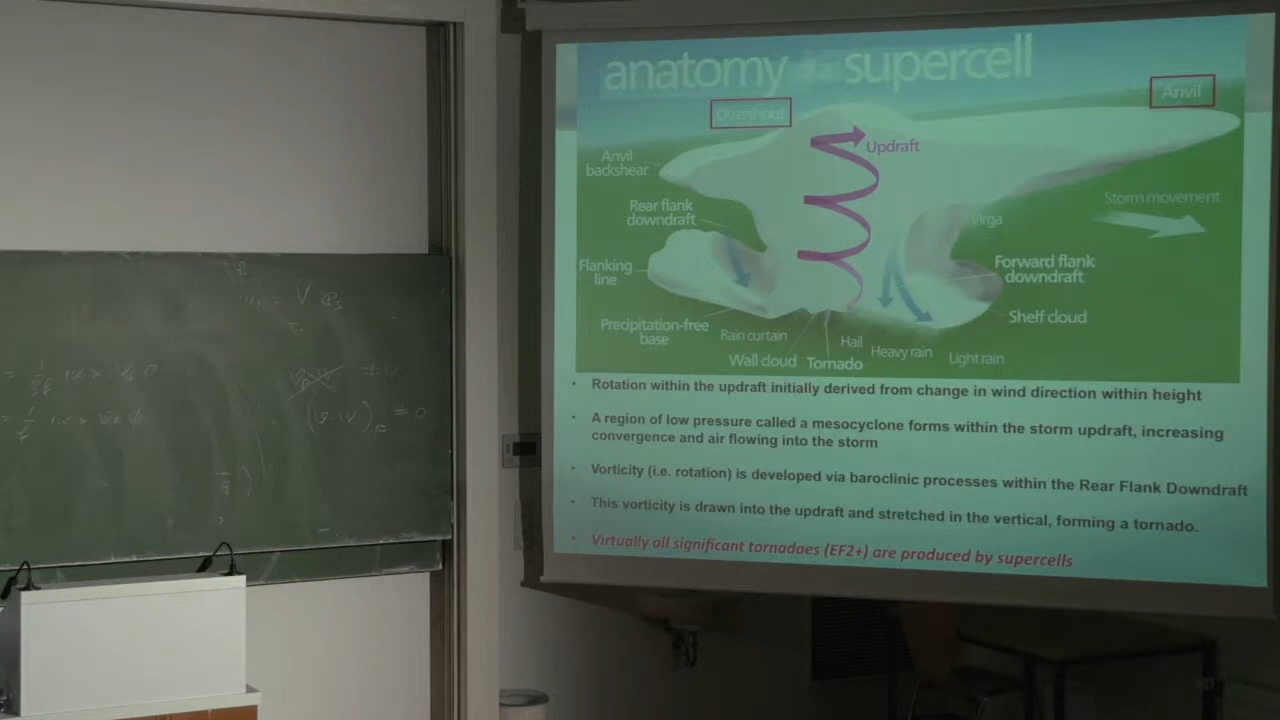 anatomy of a supercell
Overshoot
Anvil
Updraft
Anvil
backshear
Rear flank
downdraft
Storm movement
Virga
Flanking
line
Forward flank
downdraft
Precipitation-free
base
Rain curtain
Wall cloud
Tornado
Hail
Heavy rain
Light rain
Shelf cloud
• Rotation within the updraft initially derived from change in wind direction within height
• A region of low pressure called a mesocyclone forms within the storm updraft, increasing
convergence and air flowing into the storm
• Vorticity (i.e. rotation) is developed via baroclinic processes within the Rear Flank Downdraft
• This vorticity is drawn into the updraft and stretched in the vertical, forming a tornado.
• Virtually all significant tornadoes (EF2+) are produced by supercells